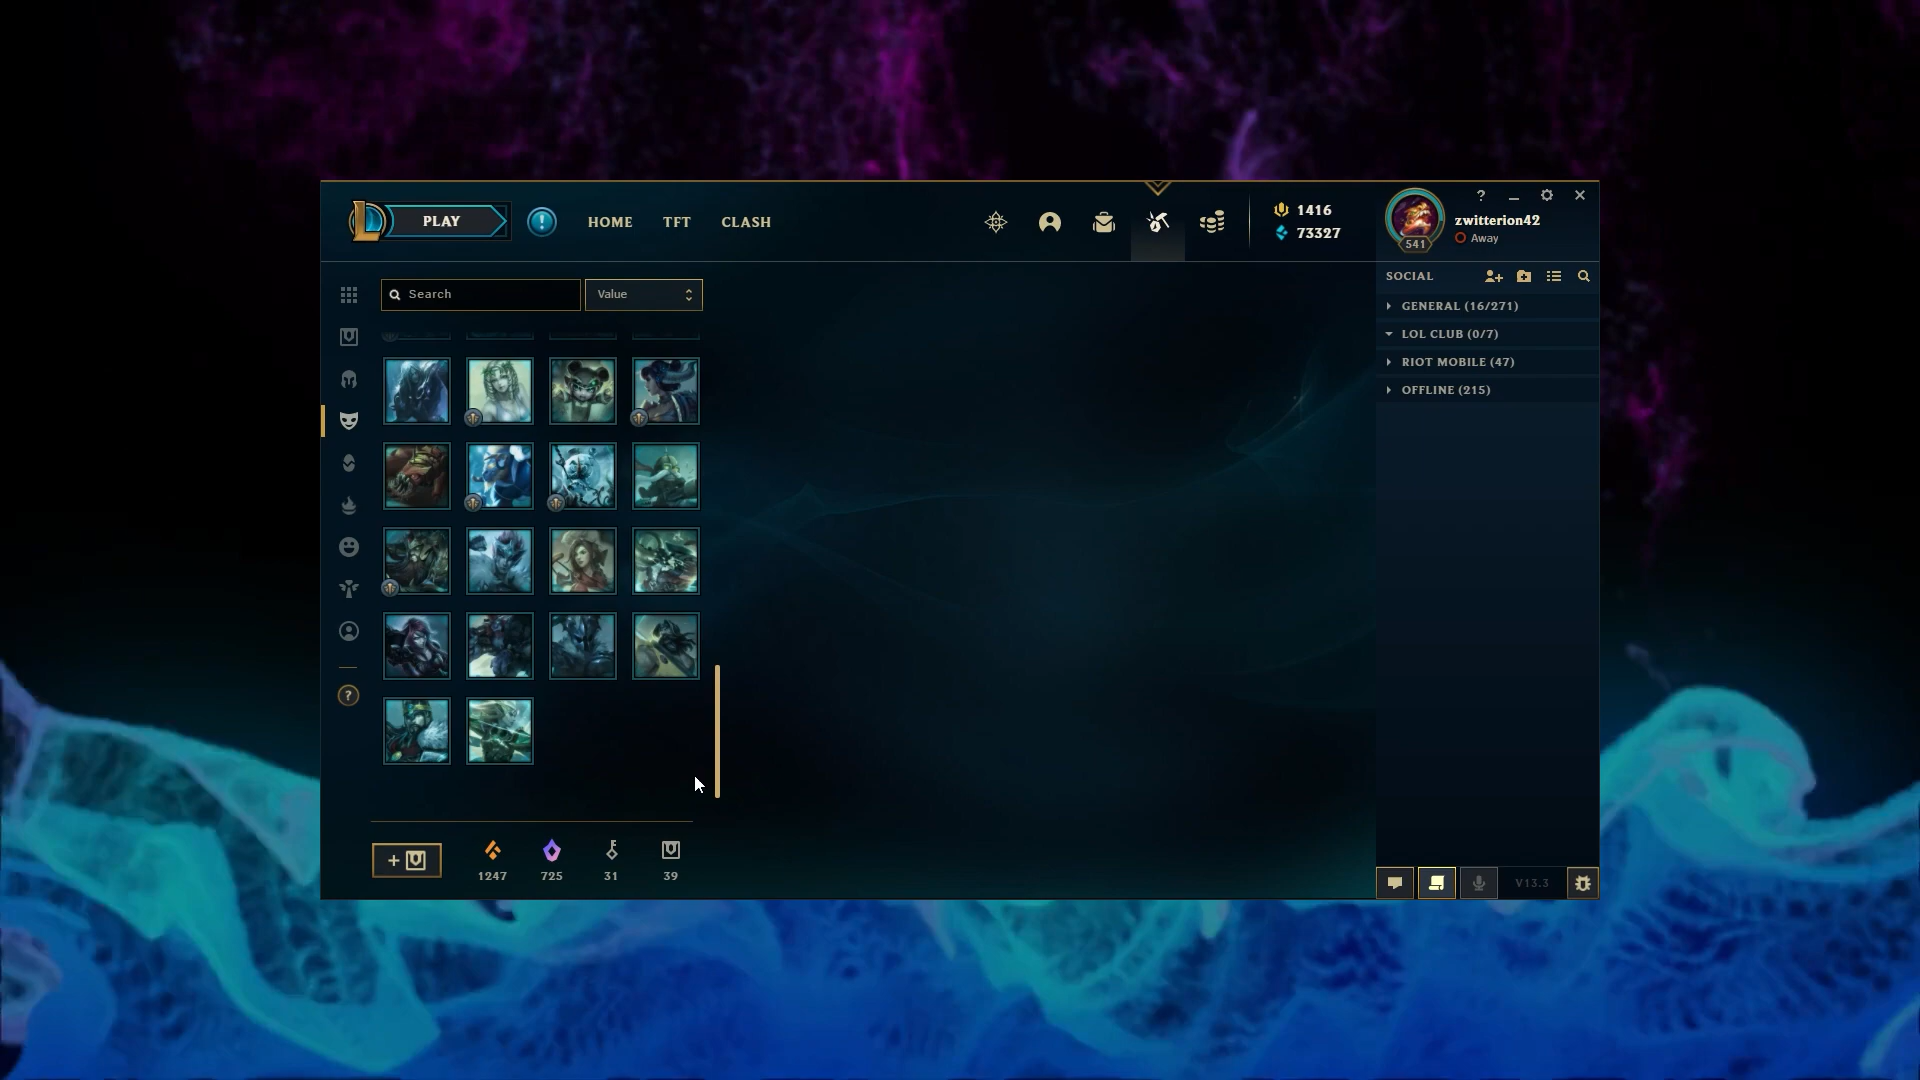 PLAY
!
HOME
TFT
CLASH
1416
73327
541
?
zwitterion42
Away
Search
Value
SOCIAL
GENERAL (16/271)
LOL CLUB (0/7)
RIOT MOBILE (47)
OFFLINE (215)
?
+
1247
725
31
39
V13.3